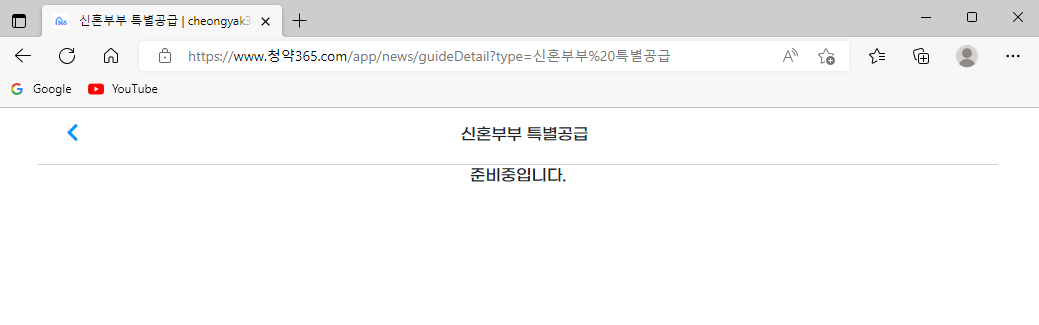 신혼부부 특별공급 | cheongyak3
https://www.청약365.com/app/news/guideDetail?type=신혼부부%20특별공급
Google YouTube
신혼부부 특별공급
준비중입니다.